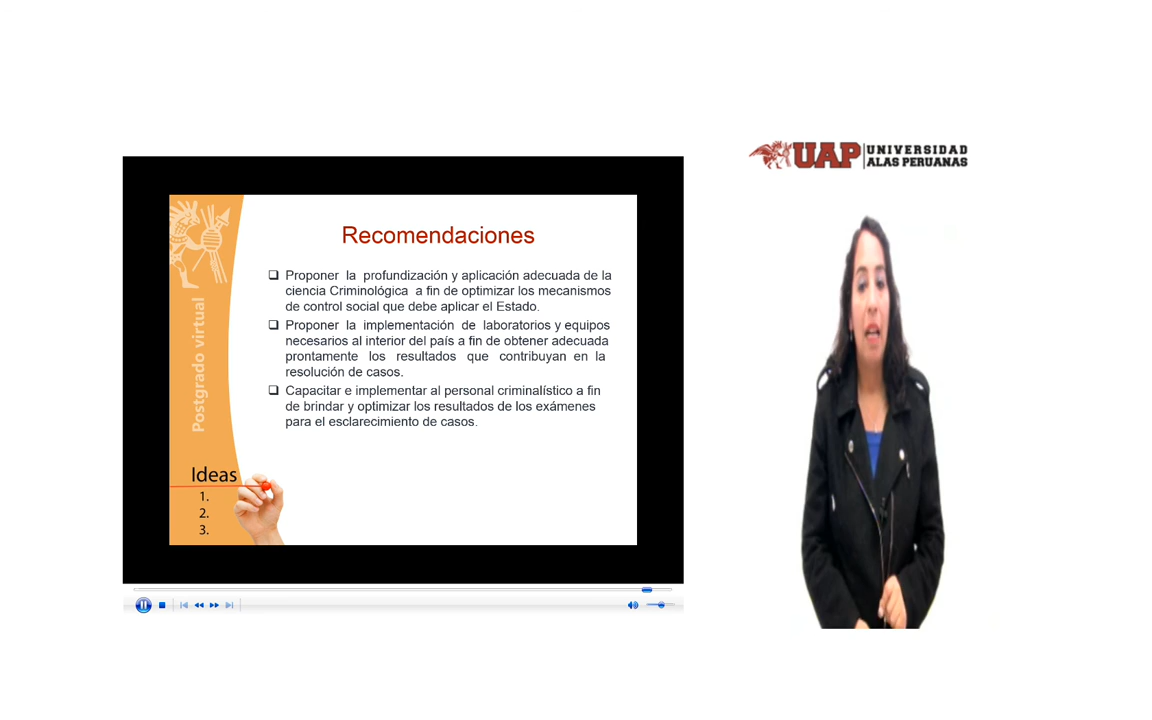 UAP UNIVERSIDAD
ALAS PERUANAS
Recomendaciones
Proponer la profundización y aplicación adecuada de la
ciencia Criminológica a fin de optimizar los mecanismos
de control social que debe aplicar el Estado.
Proponer la implementación de laboratorios y equipos
necesarios al interior del país a fin de obtener adecuada
prontamente los resultados que contribuyan en la
resolución de casos.
Capacitar e implementar al personal criminalístico a fin
de brindar y optimizar los resultados de los exámenes
para el esclarecimiento de casos.
Postgrado virtual
Ideas
1.
2.
3.